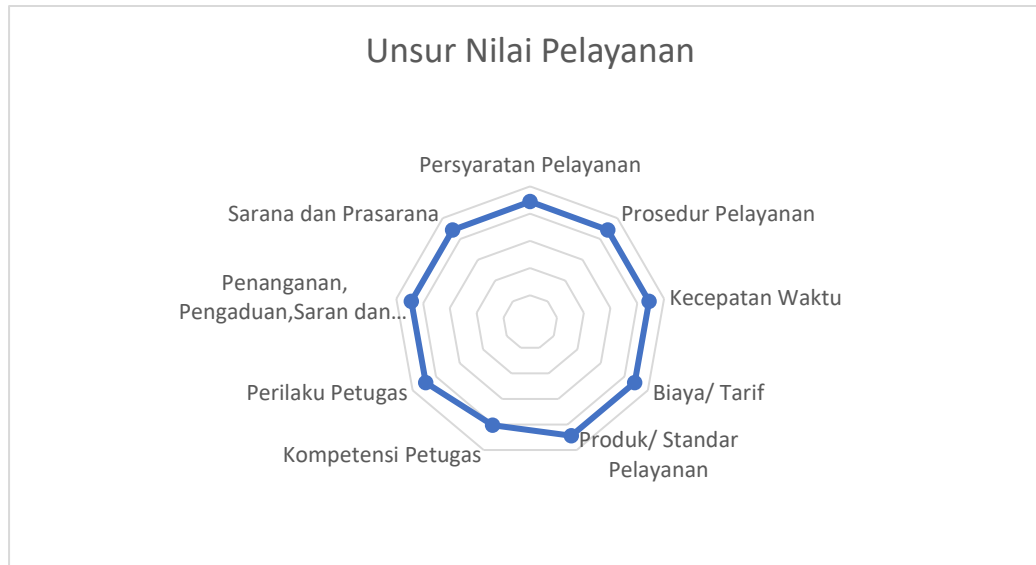 Unsur Nilai Pelayanan
Persyaratan Pelayanan
Prosedur Pelayanan
Kecepatan Waktu
Biaya/ Tarif
Produk/ Standar
Pelayanan
Kompetensi Petugas
Perilaku Petugas
Penanganan,
Pengaduan,Saran dan...
Sarana dan Prasarana